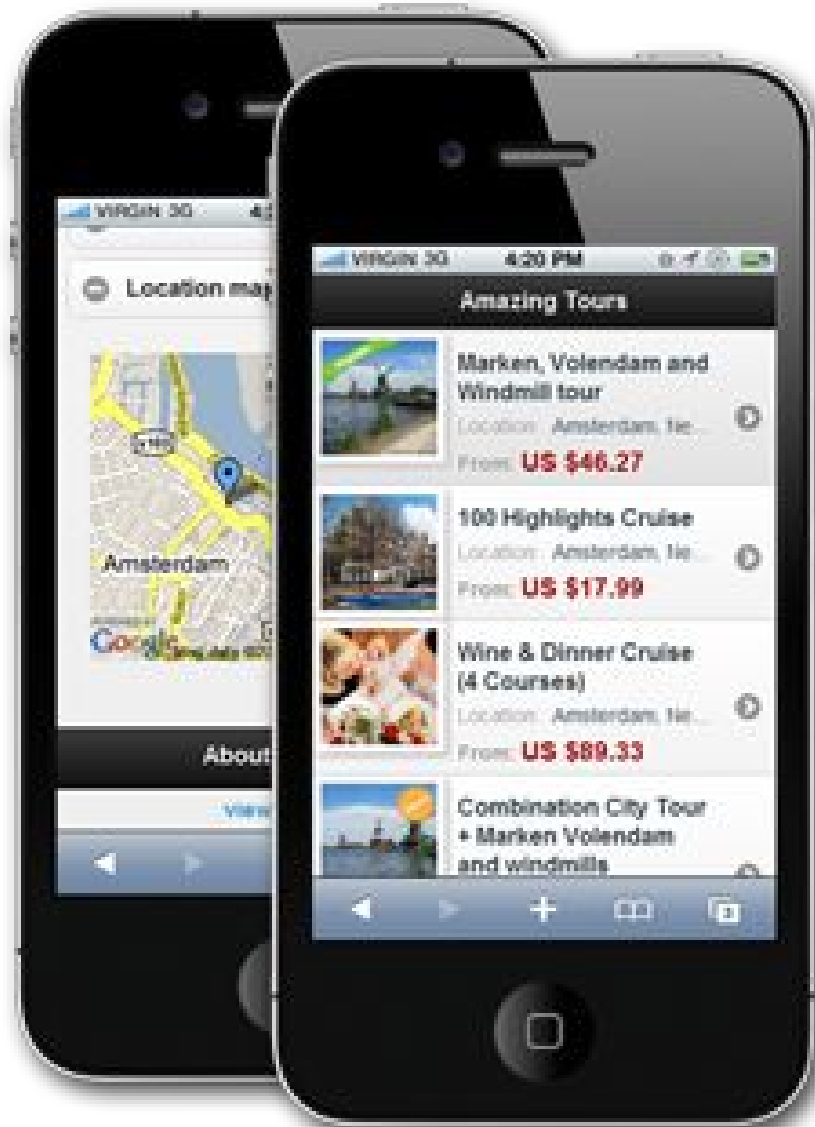 VIRGIN 3G
Location map
Amsterdam
Google
About
VIEW
VIRGIN 3G 4:20 PM
Amazing Tours
Marken, Volendam and
Windmill tour
Location: Amsterdam, Ne...
From: US $46.27
100 Highlights Cruise
Location: Amsterdam, Ne...
From: US $17.99
Wine & Dinner Cruise
(4 Courses)
Location: Amsterdam, Ne...
From: US $89.33
Combination City Tour
+ Marken Volendam
and windmills